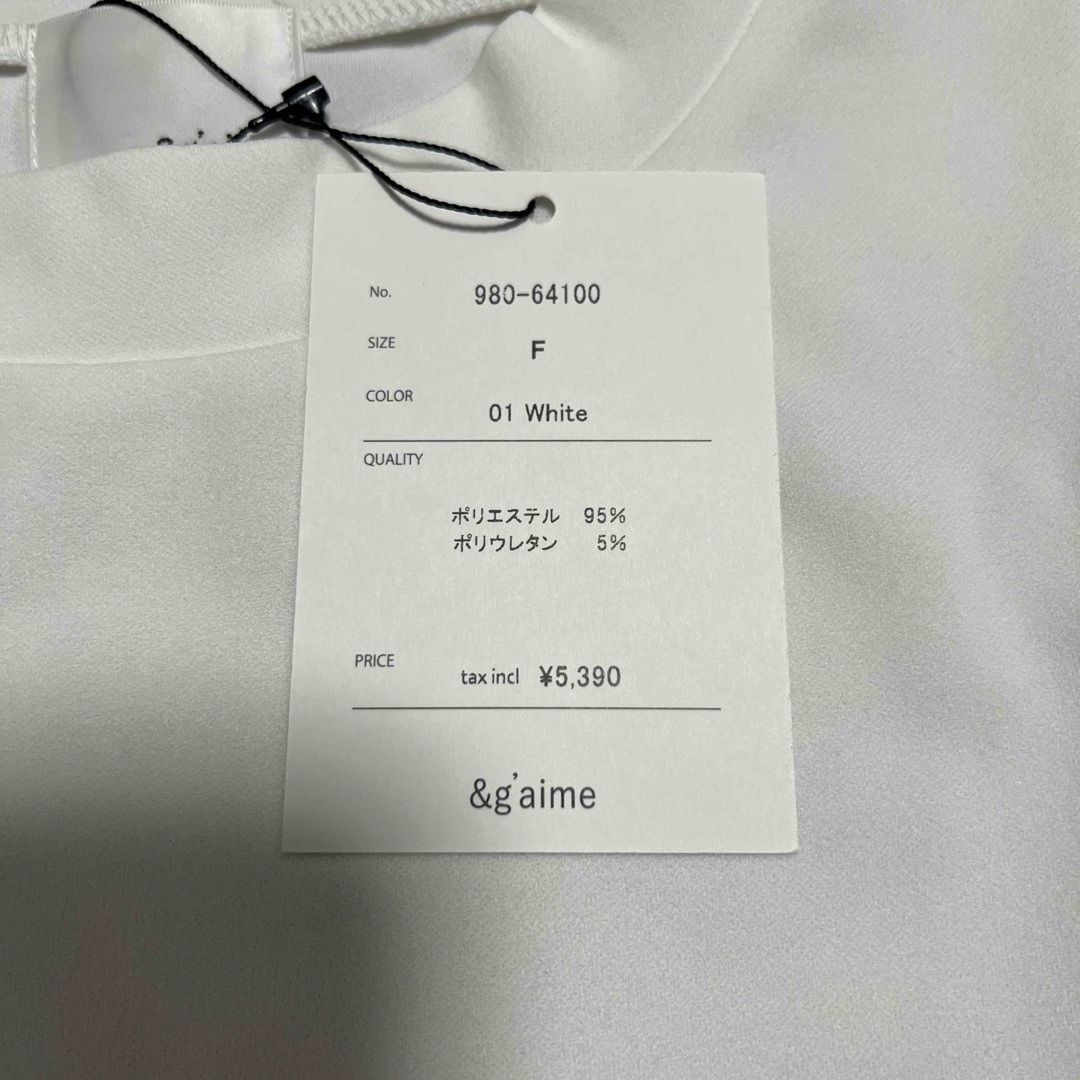 No. 980-64100
SIZE F
COLOR 01 White
QUALITY
ポリエステル 95%
ポリウレタン 5%
PRICE tax incl ¥5,390
&g'aime